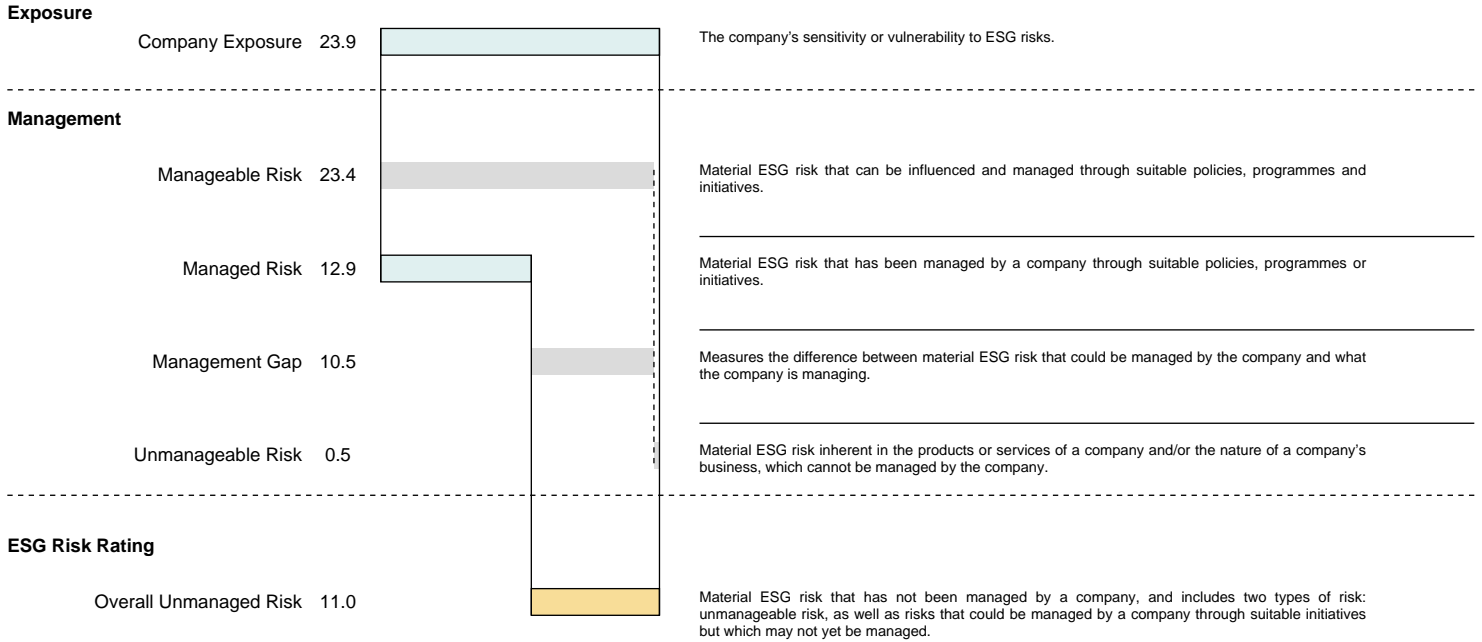 Exposure
Company Exposure 23.9
The company’s sensitivity or vulnerability to ESG risks.
Management
Manageable Risk 23.4
Material ESG risk that can be influenced and managed through suitable policies, programmes and
initiatives.
Managed Risk 12.9
Material ESG risk that has been managed by a company through suitable policies, programmes or
initiatives.
Management Gap 10.5
Measures the difference between material ESG risk that could be managed by the company and what
the company is managing.
Unmanageable Risk 0.5
Material ESG risk inherent in the products or services of a company and/or the nature of a company’s
business, which cannot be managed by the company.
ESG Risk Rating
Overall Unmanaged Risk 11.0
Material ESG risk that has not been managed by a company, and includes two types of risk:
unmanageable risk, as well as risks that could be managed by a company through suitable initiatives
but which may not yet be managed.